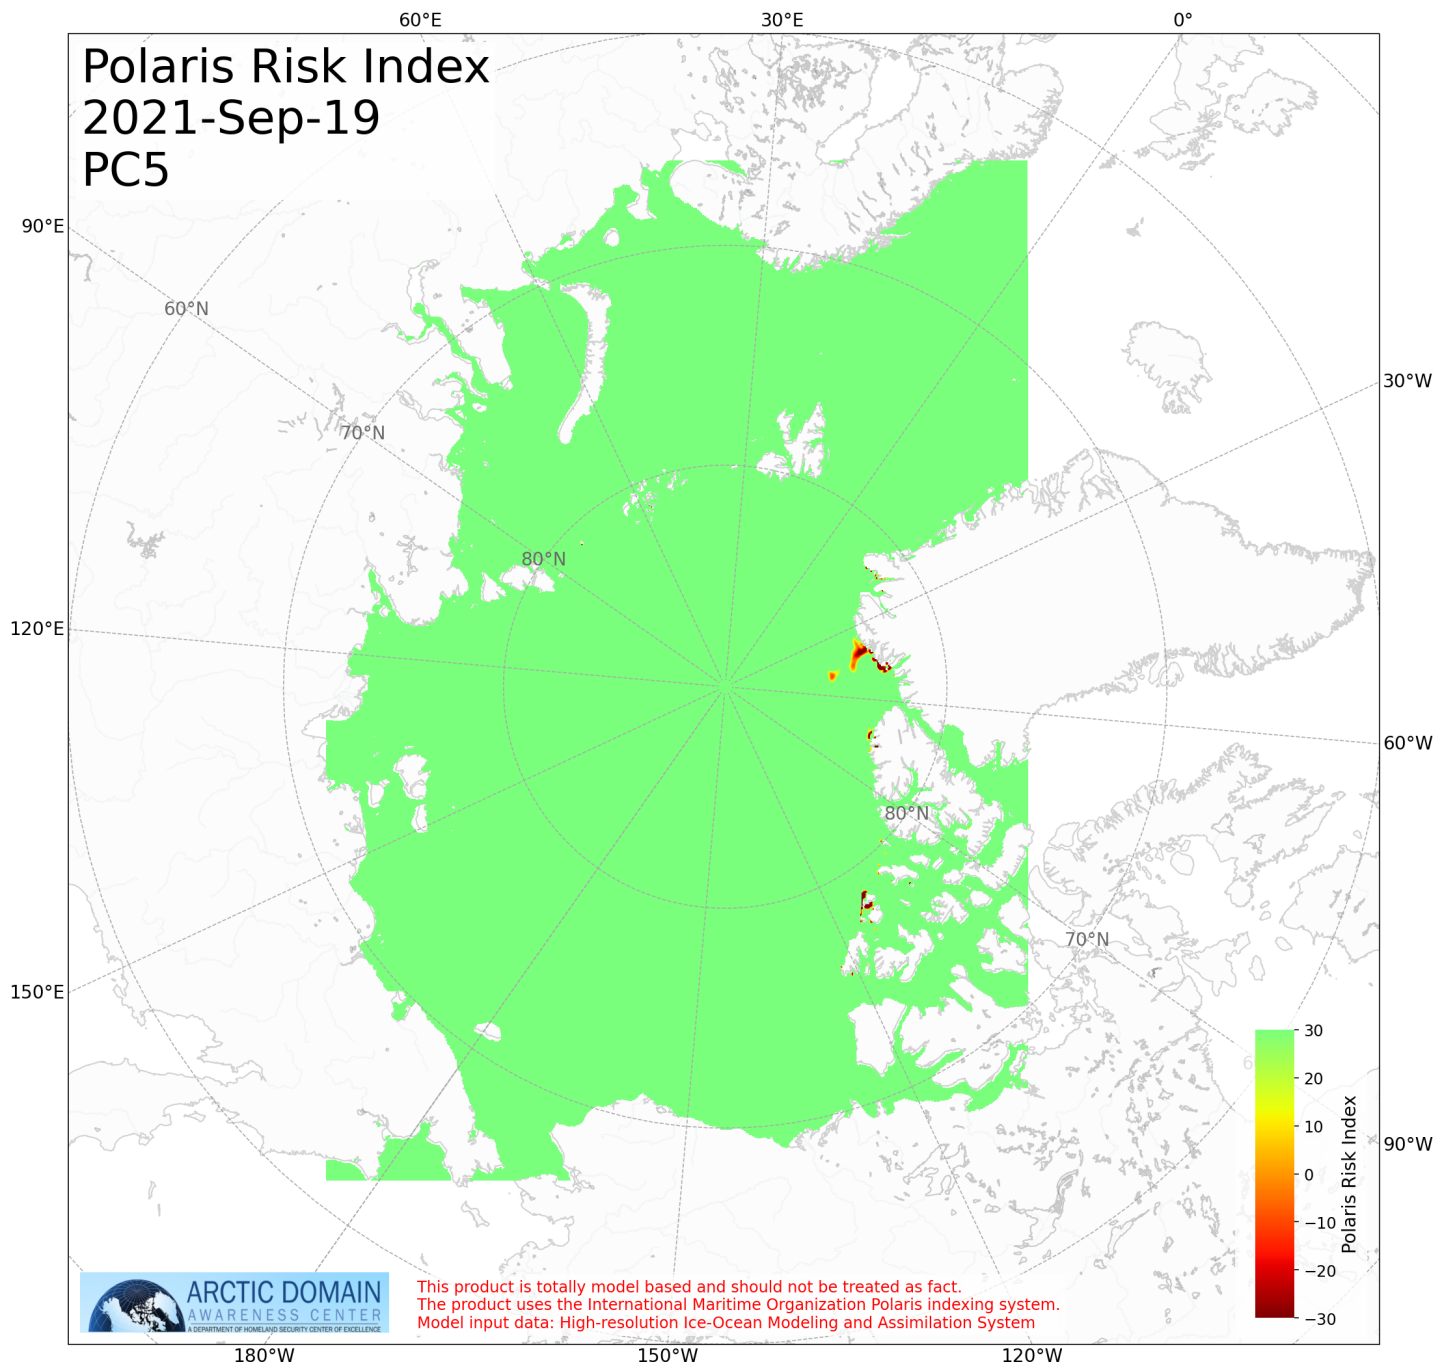 60°E 30°E 0°
Polaris Risk Index
2021-Sep-19
PC5
90°E
60°N
30°W
70°N
80°N
120°E
60°W
80°N
70°N
150°E
30
20
10
0
−10
−20
−30
Polaris Risk Index
90°W
ARCTIC DOMAIN
AWARENESS CENTER
A DEPARTMENT OF HOMELAND SECURITY CENTER OF EXCELLENCE
This product is totally model based and should not be treated as fact.
The product uses the International Maritime Organization Polaris indexing system.
Model input data: High-resolution Ice-Ocean Modeling and Assimilation System
180°W 150°W 120°W